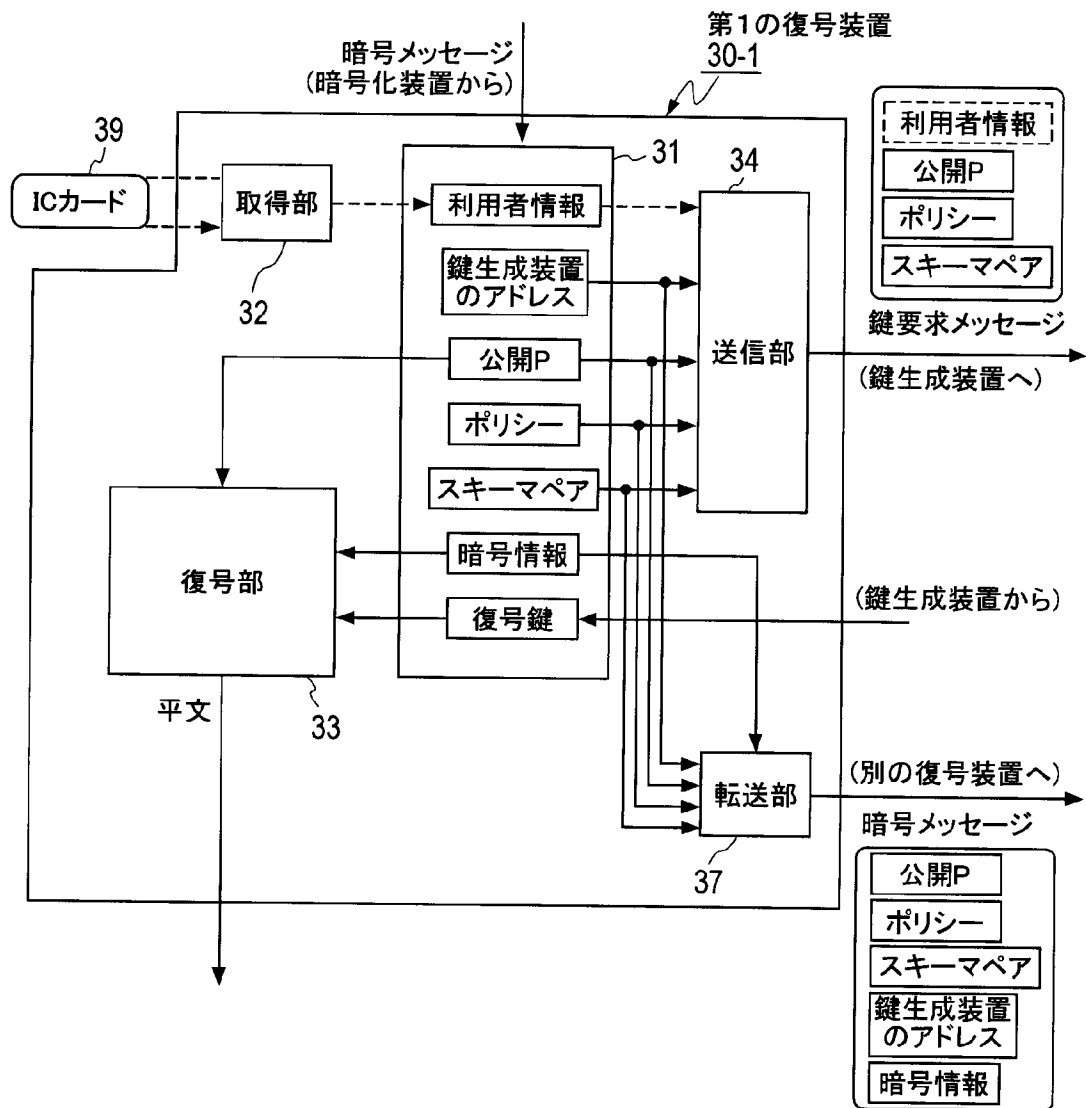 第1の復号装置
30-1
暗号メッセージ
(暗号化装置から)
39
ICカード
取得部
32
31
利用者情報
鍵生成装置
のアドレス
公開P
ポリシー
スキーマペア
暗号情報
復号鍵
34
送信部
利用者情報
公開P
ポリシー
スキーマペア
鍵要求メッセージ
(鍵生成装置へ)
復号部
33
平文
(鍵生成装置から)
転送部
37
(別の復号装置へ)
暗号メッセージ
公開P
ポリシー
スキーマペア
鍵生成装置
のアドレス
暗号情報